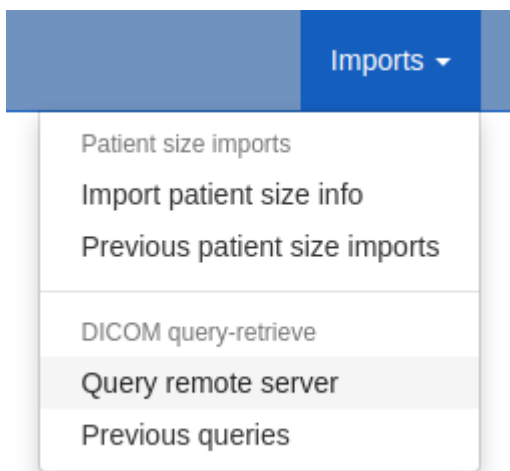 Imports
Patient size imports
Import patient size info
Previous patient size imports
DICOM query-retrieve
Query remote server
Previous queries